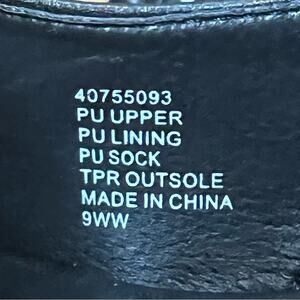 40755093
PU UPPER
PU LINING
PU SOCK
TPR OUTSOLE
MADE IN CHINA
9WW